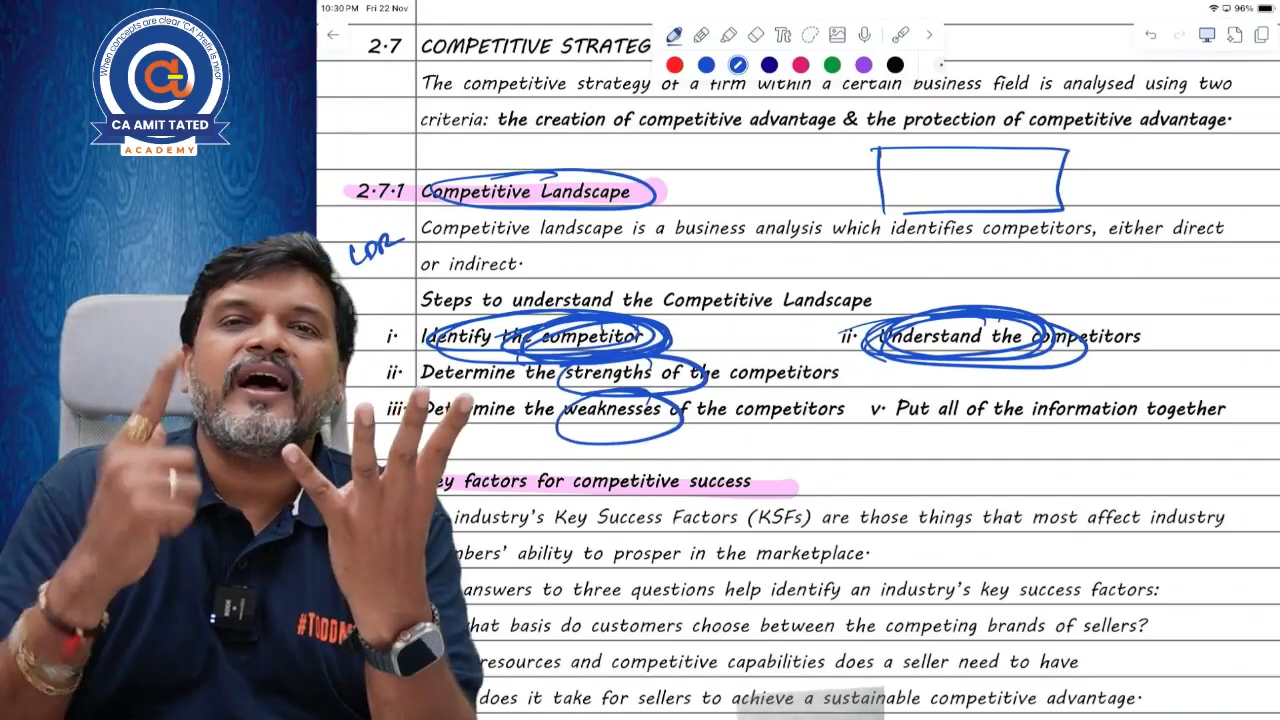 10:30 PM Fri 22 Nov
96%
When concepts are clear 'CA' Prefix is near
CA AMIT TATED
ACADEMY
2.7 COMPETITIVE STRATEG
The competitive strategy of a firm within a certain business field is analysed using two
criteria: the creation of competitive advantage & the protection of competitive advantage.
2.7.1 Competitive Landscape
Competitive landscape is a business analysis which identifies competitors, either direct
or indirect.
Steps to understand the Competitive Landscape
i. Identify the competitor ii. Understand the competitors
ii. Determine the strengths of the competitors
iii. Determine the weaknesses of the competitors v. Put all of the information together
ey factors for competitive success
industry's Key Success Factors (KSFs) are those things that most affect industry
mbers' ability to prosper in the marketplace.
answers to three questions help identify an industry's key success factors:
hat basis do customers choose between the competing brands of sellers?
resources and competitive capabilities does a seller need to have
does it take for sellers to achieve a sustainable competitive advantage.